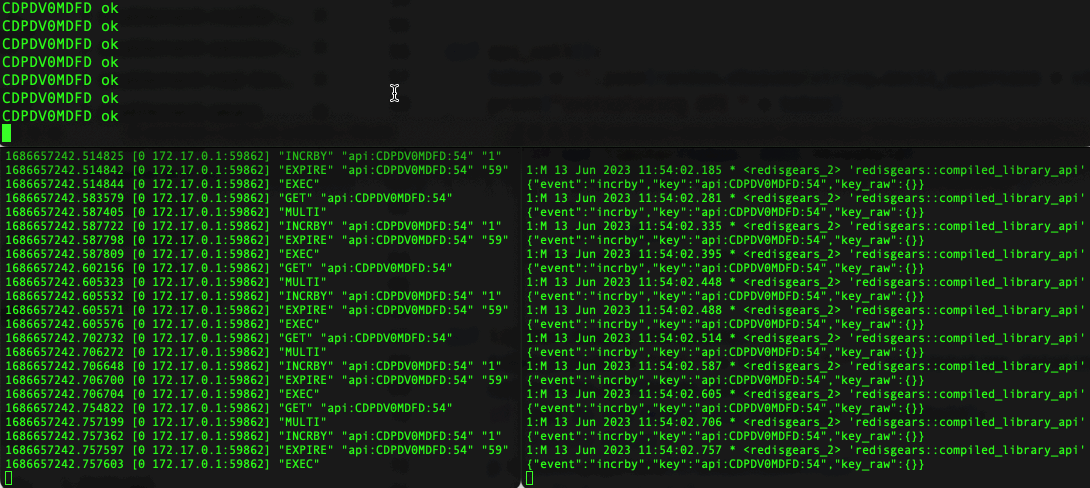 CDPDV0MDFD ok
CDPDV0MDFD ok
CDPDV0MDFD ok
CDPDV0MDFD ok
CDPDV0MDFD ok
CDPDV0MDFD ok
CDPDV0MDFD ok
1686657242.514825 [0 172.17.0.1:59862] "INCRBY" "api:CDPDV0MDFD:54" "1"
1686657242.514842 [0 172.17.0.1:59862] "EXPIRE" "api:CDPDV0MDFD:54" "59"
1686657242.514844 [0 172.17.0.1:59862] "EXEC"
1686657242.583579 [0 172.17.0.1:59862] "GET" "api:CDPDV0MDFD:54"
1686657242.587405 [0 172.17.0.1:59862] "MULTI"
1686657242.587722 [0 172.17.0.1:59862] "INCRBY" "api:CDPDV0MDFD:54" "1"
1686657242.587798 [0 172.17.0.1:59862] "EXPIRE" "api:CDPDV0MDFD:54" "59"
1686657242.587809 [0 172.17.0.1:59862] "EXEC"
1686657242.602156 [0 172.17.0.1:59862] "GET" "api:CDPDV0MDFD:54"
1686657242.605323 [0 172.17.0.1:59862] "MULTI"
1686657242.605532 [0 172.17.0.1:59862] "INCRBY" "api:CDPDV0MDFD:54" "1"
1686657242.605571 [0 172.17.0.1:59862] "EXPIRE" "api:CDPDV0MDFD:54" "59"
1686657242.605576 [0 172.17.0.1:59862] "EXEC"
1686657242.702732 [0 172.17.0.1:59862] "GET" "api:CDPDV0MDFD:54"
1686657242.706272 [0 172.17.0.1:59862] "MULTI"
1686657242.706648 [0 172.17.0.1:59862] "INCRBY" "api:CDPDV0MDFD:54" "1"
1686657242.706700 [0 172.17.0.1:59862] "EXPIRE" "api:CDPDV0MDFD:54" "59"
1686657242.706704 [0 172.17.0.1:59862] "EXEC"
1686657242.754822 [0 172.17.0.1:59862] "GET" "api:CDPDV0MDFD:54"
1686657242.757199 [0 172.17.0.1:59862] "MULTI"
1686657242.757362 [0 172.17.0.1:59862] "INCRBY" "api:CDPDV0MDFD:54" "1"
1686657242.757597 [0 172.17.0.1:59862] "EXPIRE" "api:CDPDV0MDFD:54" "59"
1686657242.757603 [0 172.17.0.1:59862] "EXEC"
1:M 13 Jun 2023 11:54:02.185 * <redisgears_2> 'redisgears::compiled_library_api'
{"event":"incrby","key":"api:CDPDV0MDFD:54","key_raw":{}}
1:M 13 Jun 2023 11:54:02.281 * <redisgears_2> 'redisgears::compiled_library_api'
{"event":"incrby","key":"api:CDPDV0MDFD:54","key_raw":{}}
1:M 13 Jun 2023 11:54:02.335 * <redisgears_2> 'redisgears::compiled_library_api'
{"event":"incrby","key":"api:CDPDV0MDFD:54","key_raw":{}}
1:M 13 Jun 2023 11:54:02.395 * <redisgears_2> 'redisgears::compiled_library_api'
{"event":"incrby","key":"api:CDPDV0MDFD:54","key_raw":{}}
1:M 13 Jun 2023 11:54:02.448 * <redisgears_2> 'redisgears::compiled_library_api'
{"event":"incrby","key":"api:CDPDV0MDFD:54","key_raw":{}}
1:M 13 Jun 2023 11:54:02.488 * <redisgears_2> 'redisgears::compiled_library_api'
{"event":"incrby","key":"api:CDPDV0MDFD:54","key_raw":{}}
1:M 13 Jun 2023 11:54:02.514 * <redisgears_2> 'redisgears::compiled_library_api'
{"event":"incrby","key":"api:CDPDV0MDFD:54","key_raw":{}}
1:M 13 Jun 2023 11:54:02.587 * <redisgears_2> 'redisgears::compiled_library_api'
{"event":"incrby","key":"api:CDPDV0MDFD:54","key_raw":{}}
1:M 13 Jun 2023 11:54:02.605 * <redisgears_2> 'redisgears::compiled_library_api'
{"event":"incrby","key":"api:CDPDV0MDFD:54","key_raw":{}}
1:M 13 Jun 2023 11:54:02.706 * <redisgears_2> 'redisgears::compiled_library_api'
{"event":"incrby","key":"api:CDPDV0MDFD:54","key_raw":{}}
1:M 13 Jun 2023 11:54:02.757 * <redisgears_2> 'redisgears::compiled_library_api'
{"event":"incrby","key":"api:CDPDV0MDFD:54","key_raw":{}}